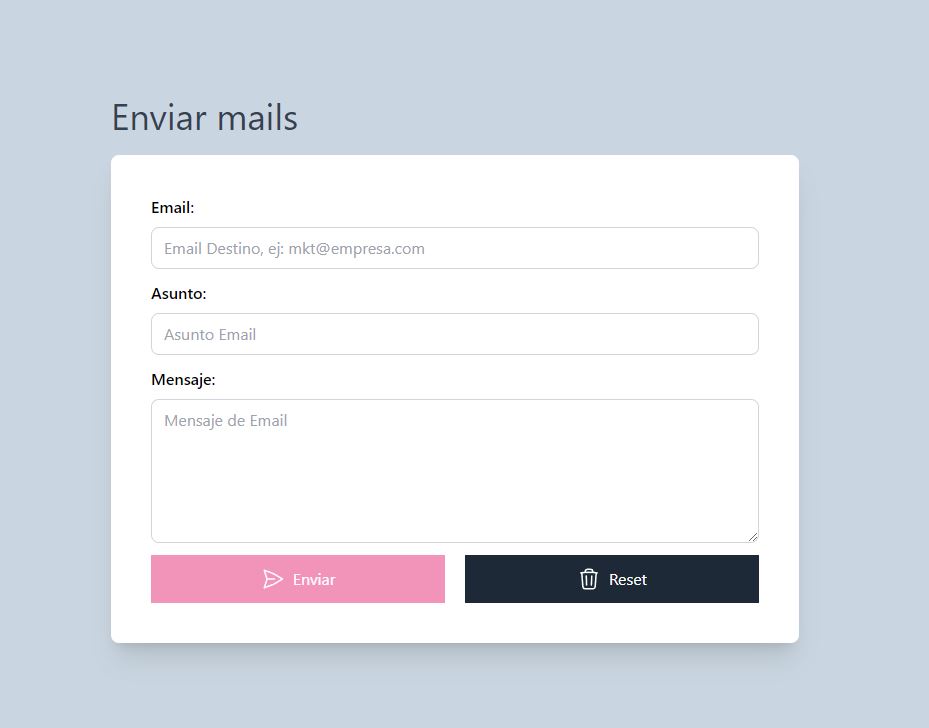 Enviar mails
Email:
Email Destino, ej: mkt@empresa.com
Asunto:
Asunto Email
Mensaje:
Mensaje de Email
Enviar
Reset